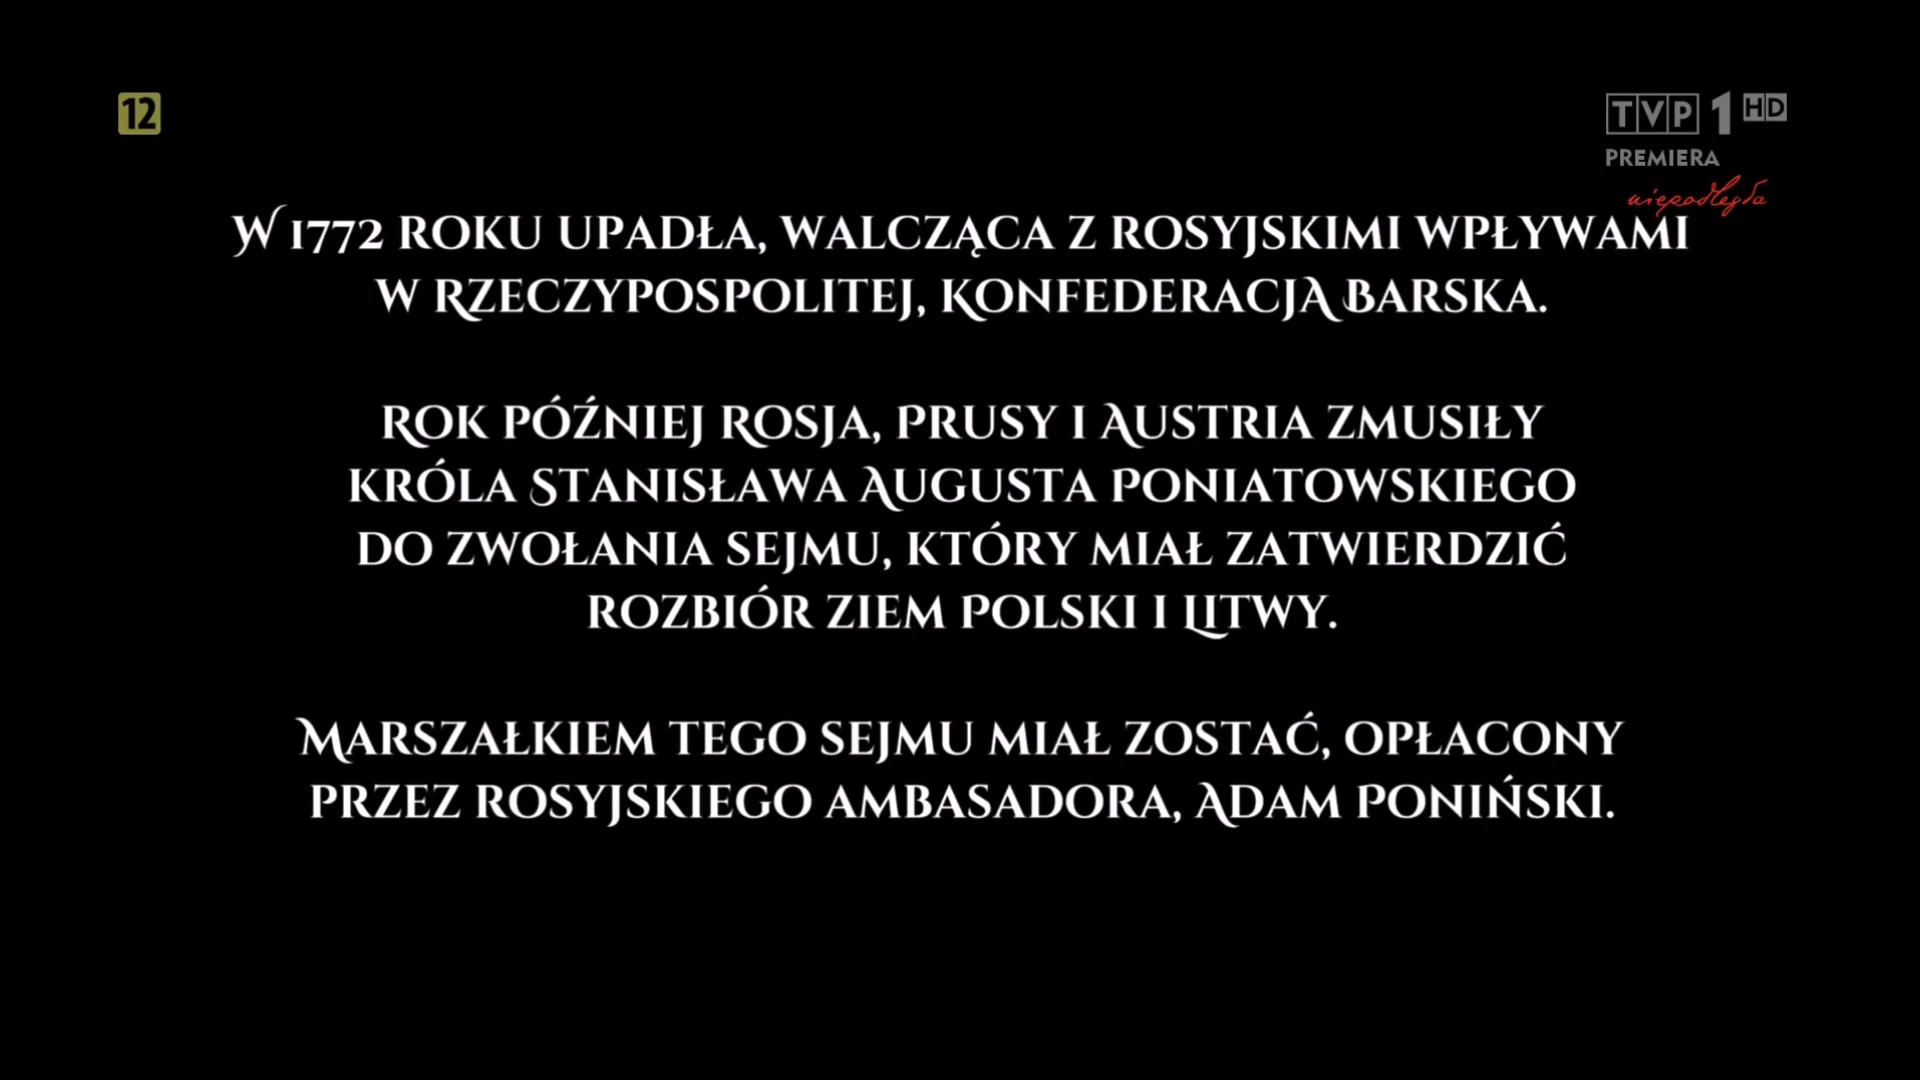 12
TVP 1 HD
PREMIERA
niepodległa
W 1772 ROKU UPADŁA, WALCZĄCA Z ROSYJSKIMI WPŁYWAMI
W RZECZYPOSPOLITEJ, KONFEDERACJA BARSKA.
ROK PÓŹNIEJ ROSJA, PRUSY I AUSTRIA ZMUSIŁY
KRÓLA STANISŁAWA AUGUSTA PONIATOWSKIEGO
DO ZWOŁANIA SEJMU, KTÓRY MIAŁ ZATWIERDZIĆ
ROZBIÓR ZIEM POLSKI I LITWY.
MARSZAŁKIEM TEGO SEJMU MIAŁ ZOSTAĆ, OPŁACONY
PRZEZ ROSYJSKIEGO AMBASADORA, ADAM PONIŃSKI.